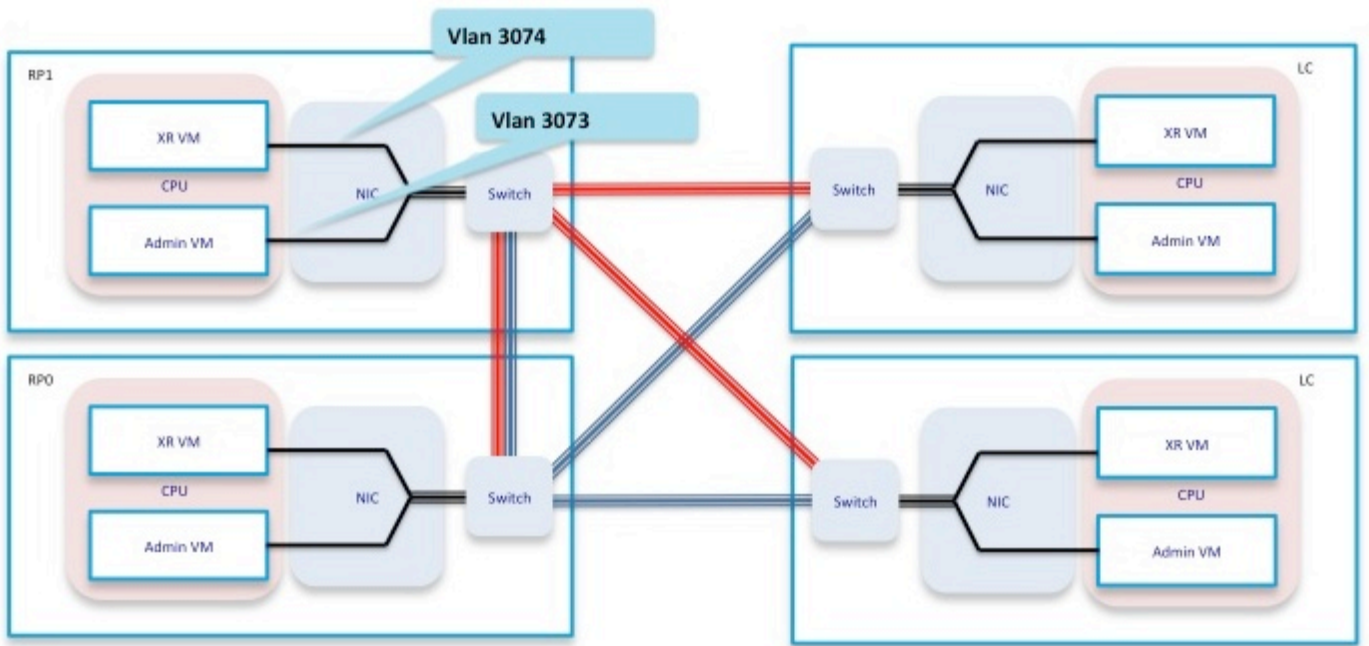 Vlan 3074
RP1
LC
Vlan 3073
XR VM
CPU
Admin VM
NIC
Switch
Switch
NIC
XR VM
CPU
Admin VM
RP0
LC
XR VM
CPU
Admin VM
NIC
Switch
Switch
NIC
XR VM
CPU
Admin VM